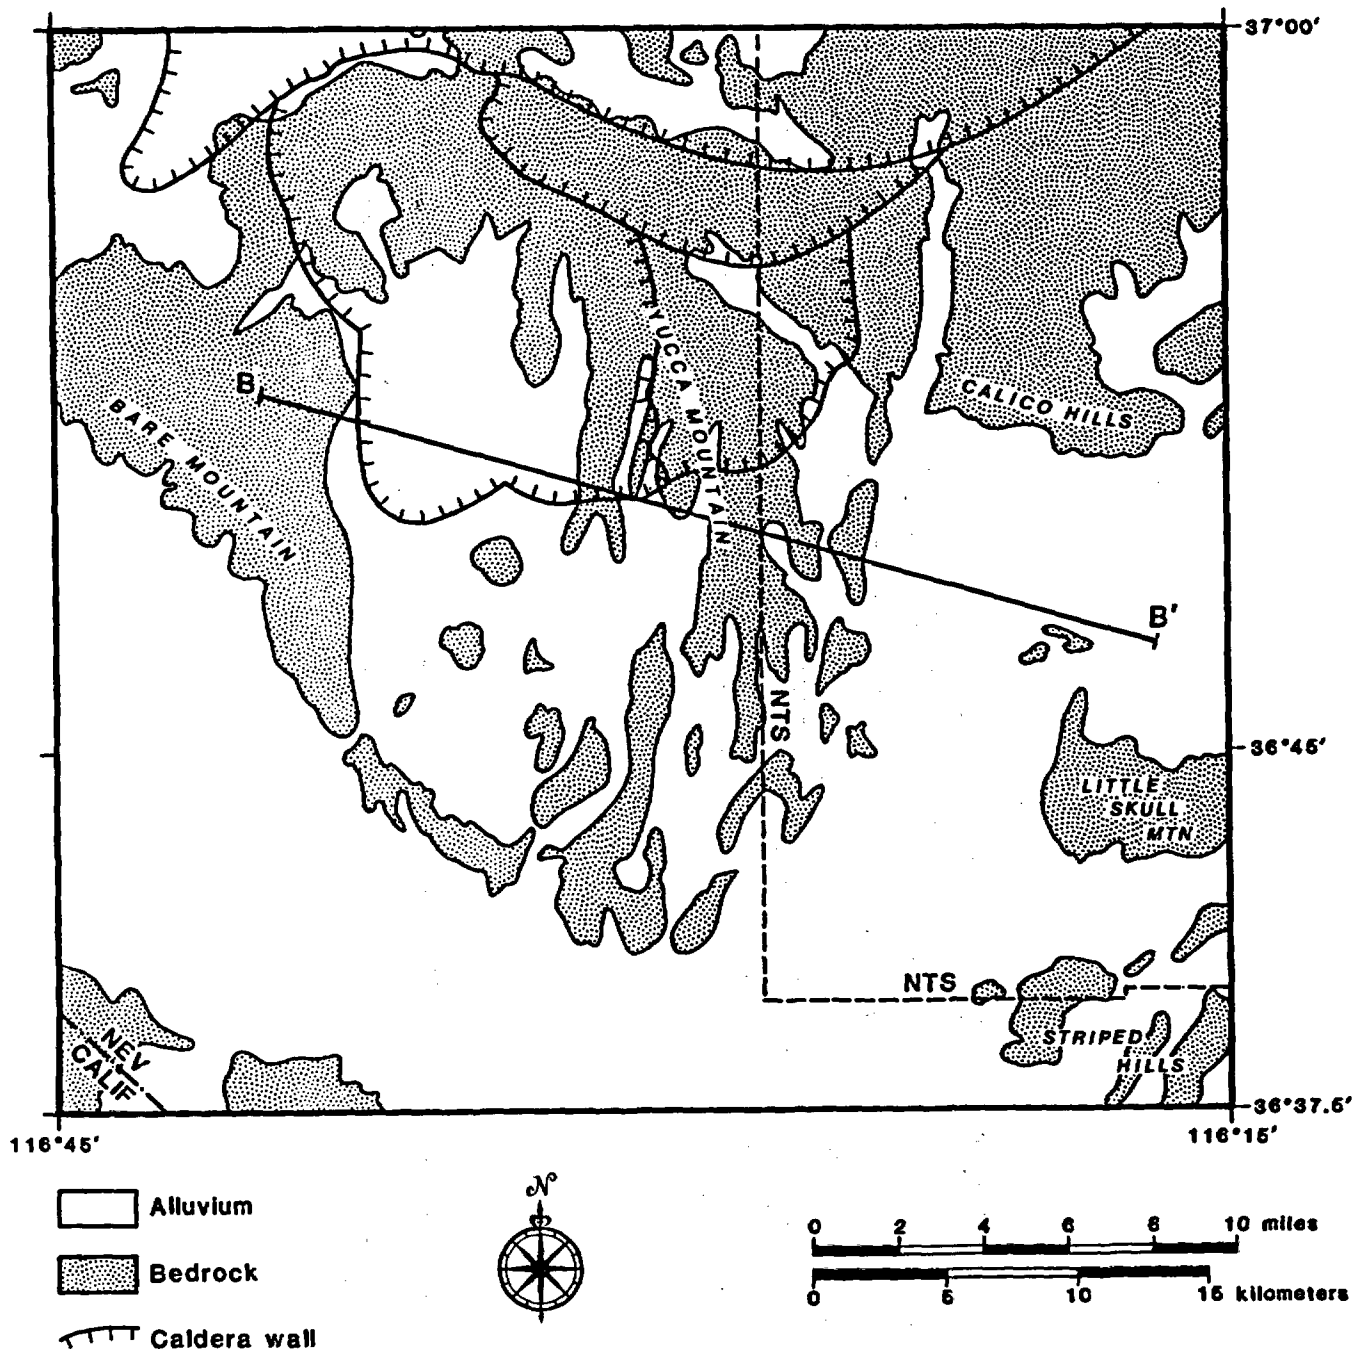 37°00'
YUCCA MOUNTAIN
B
CALICO HILLS
BARE MOUNTAIN
B'
NTS
36°45'
LITTLE
SKULL
MTN
NTS
STRIPED
HILLS
NEV
CALIF
36°37.5'
116°45'
116°15'
Alluvium
Bedrock
Caldera wall
N
0 2 4 6 8 10 miles
0 5 10 15 kilometers